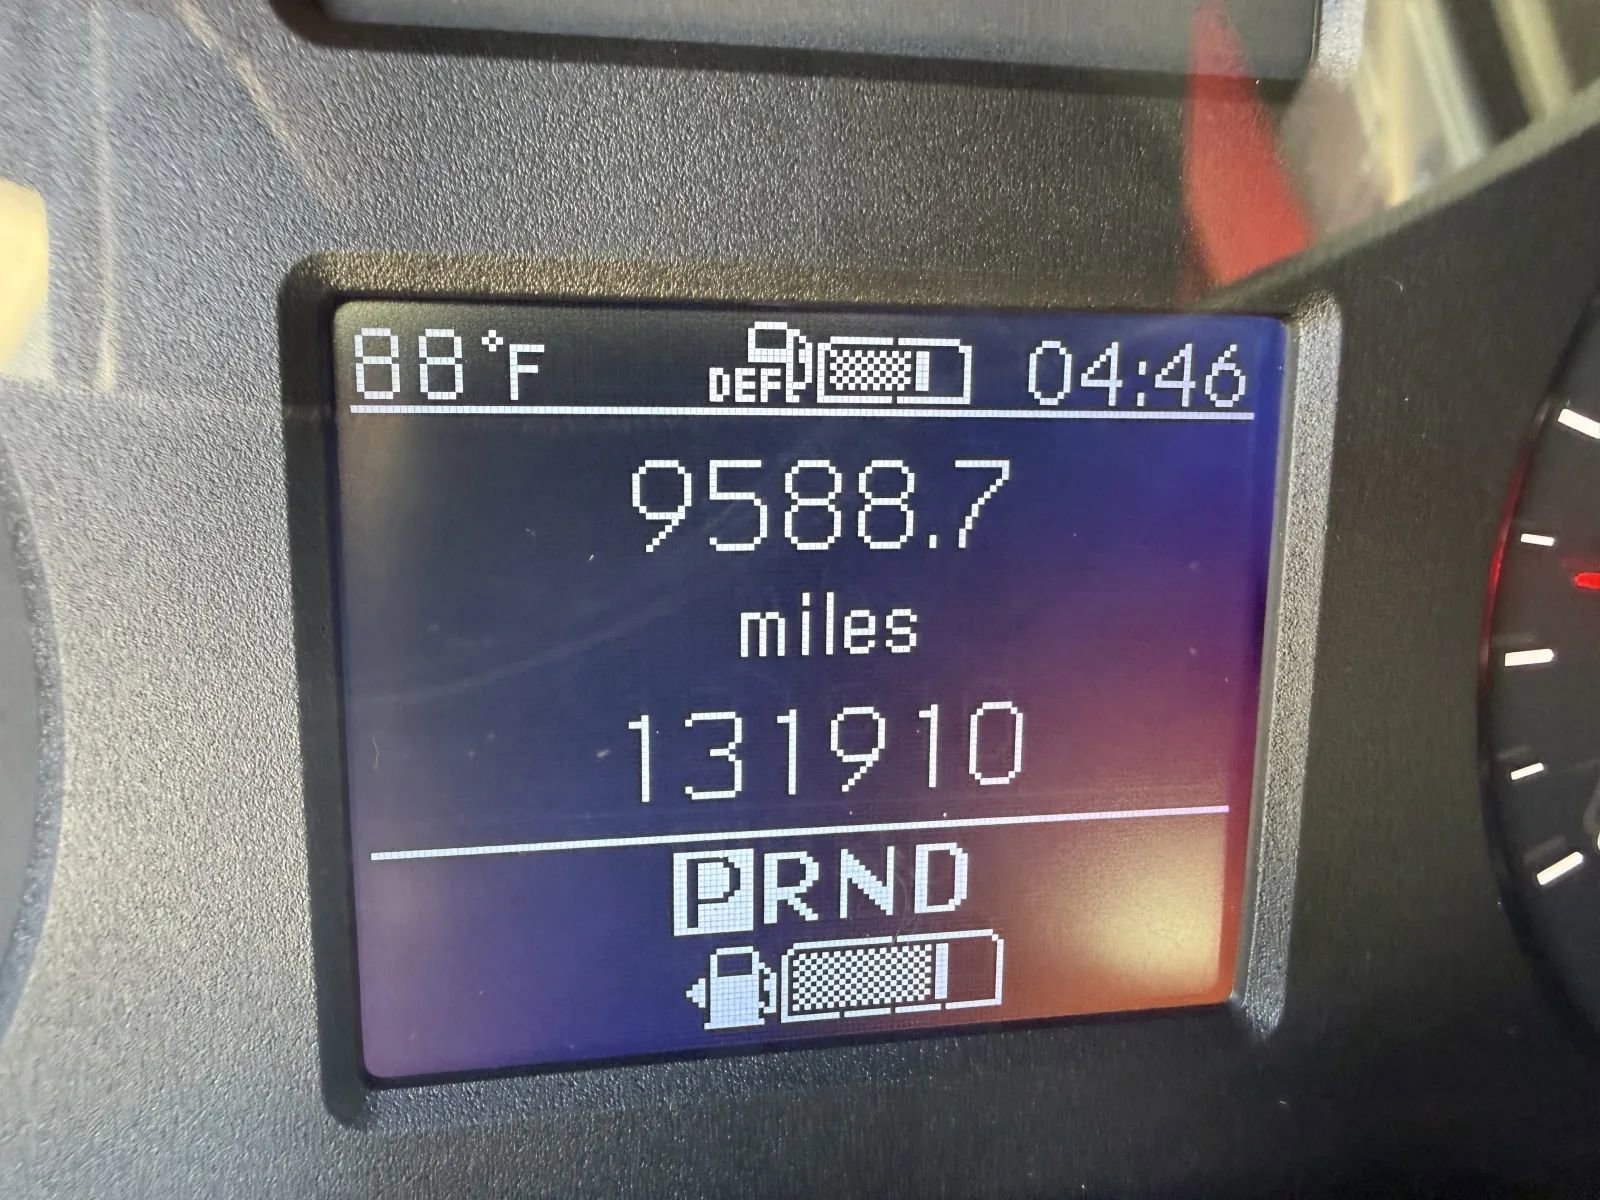 88°F DEF 04:46
9588.7
miles
131910
PRND